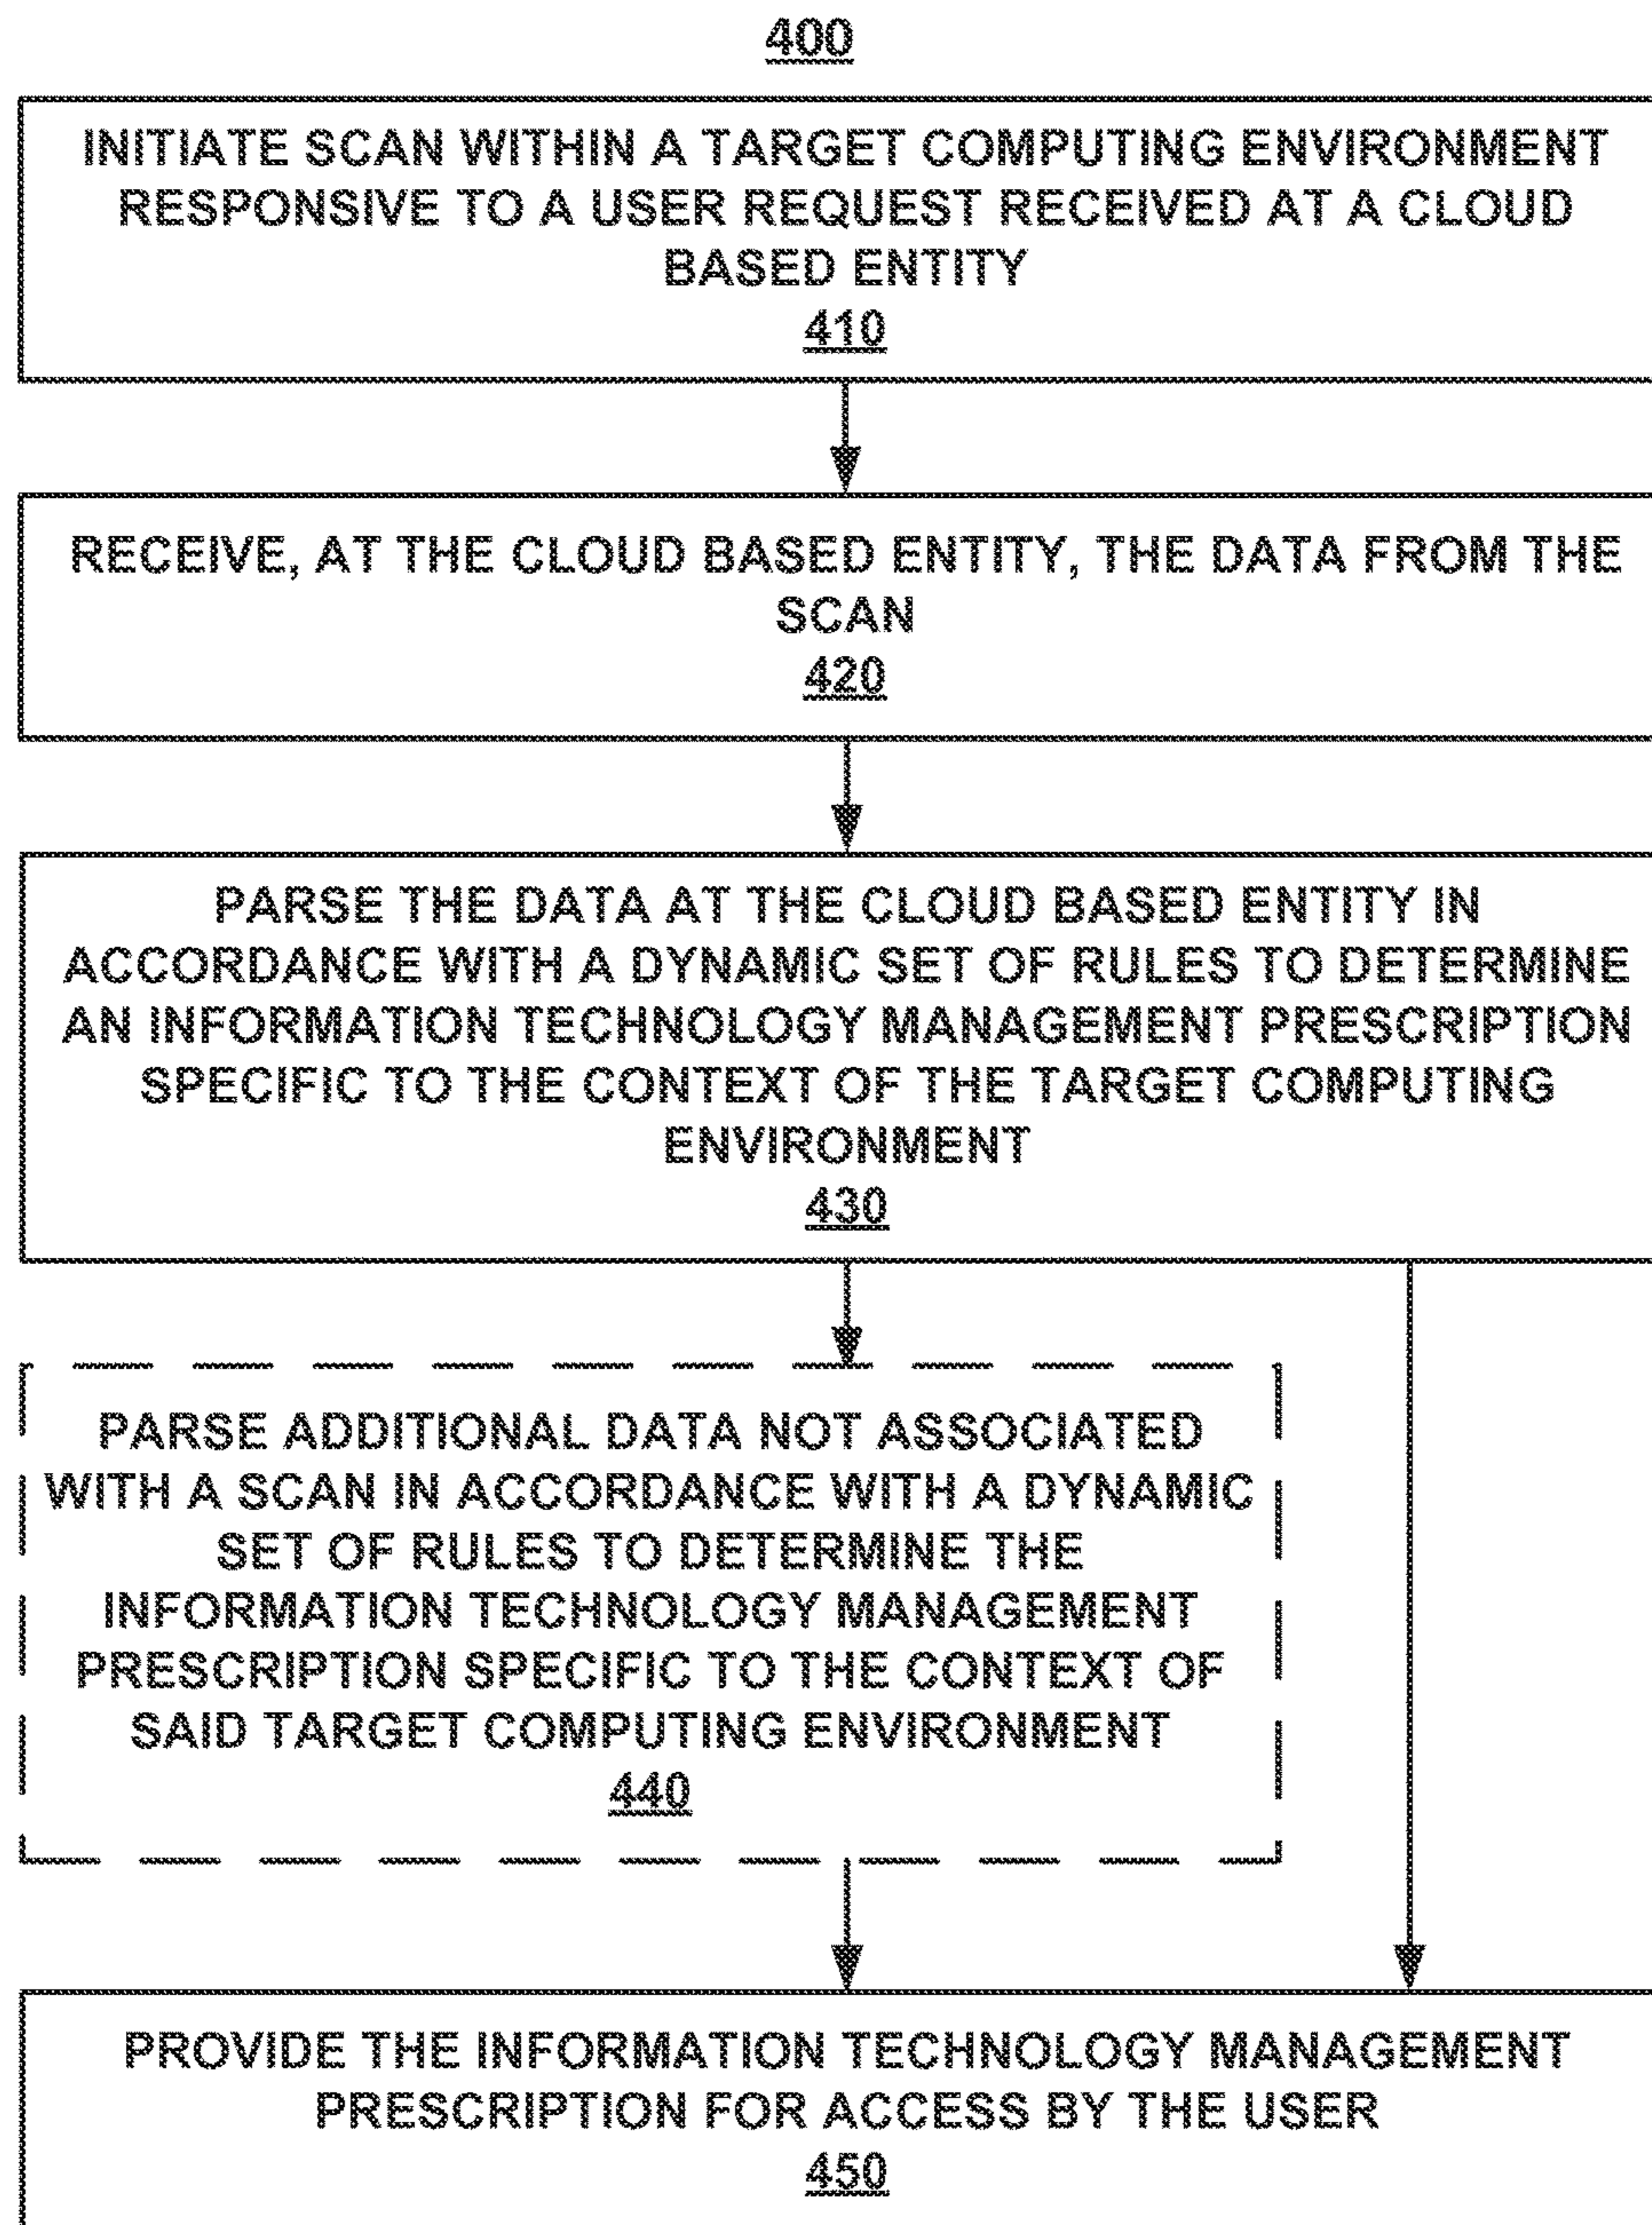 400
INITIATE SCAN WITHIN A TARGET COMPUTING ENVIRONMENT
RESPONSIVE TO A USER REQUEST RECEIVED AT A CLOUD
BASED ENTITY
410
RECEIVE, AT THE CLOUD BASED ENTITY, THE DATA FROM THE
SCAN
420
PARSE THE DATA AT THE CLOUD BASED ENTITY IN
ACCORDANCE WITH A DYNAMIC SET OF RULES TO DETERMINE
AN INFORMATION TECHNOLOGY MANAGEMENT PRESCRIPTION
SPECIFIC TO THE CONTEXT OF THE TARGET COMPUTING
ENVIRONMENT
430
PARSE ADDITIONAL DATA NOT ASSOCIATED
WITH A SCAN IN ACCORDANCE WITH A DYNAMIC
SET OF RULES TO DETERMINE THE
INFORMATION TECHNOLOGY MANAGEMENT
PRESCRIPTION SPECIFIC TO THE CONTEXT OF
SAID TARGET COMPUTING ENVIRONMENT
440
PROVIDE THE INFORMATION TECHNOLOGY MANAGEMENT
PRESCRIPTION FOR ACCESS BY THE USER
450